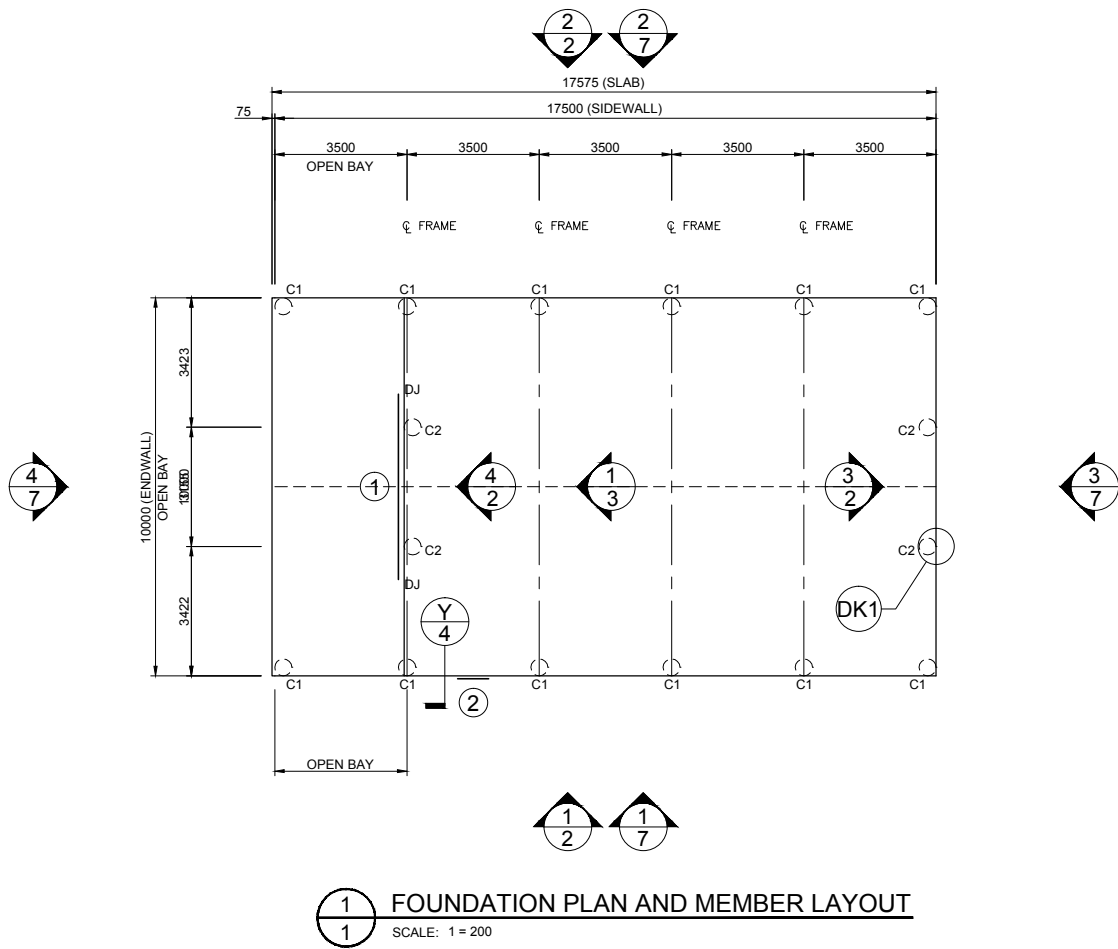 2 2
2 7
17575 (SLAB)
75 17500 (SIDEWALL)
3500 3500 3500 3500 3500
OPEN BAY
℄ FRAME ℄ FRAME ℄ FRAME ℄ FRAME
C1 C1 C1 C1 C1 C1
3423
DJ
C2 C2
10000 (ENDWALL)
OPEN BAY
4 1 4 1 3 3
7 2 3 2 7
C2 C2
DJ
3422
Y
4
DK1
C1 C1 C1 C1 C1 C1
2
OPEN BAY
1 1
2 7
1 FOUNDATION PLAN AND MEMBER LAYOUT
1 SCALE: 1 = 200